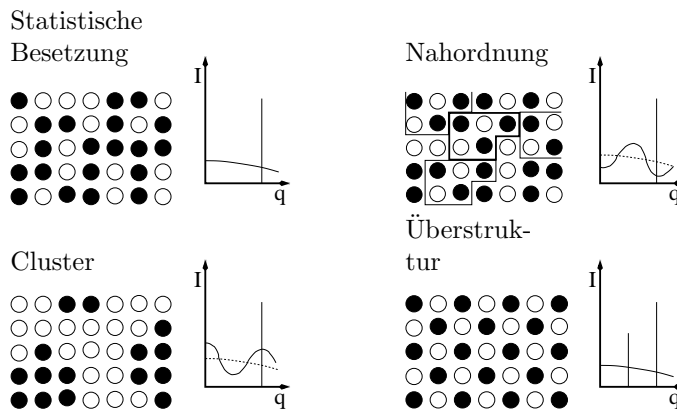 Statistische
Besetzung
I
q
Nahordnung
I
q
Cluster
I
q
Überstruk-
tur
I
q